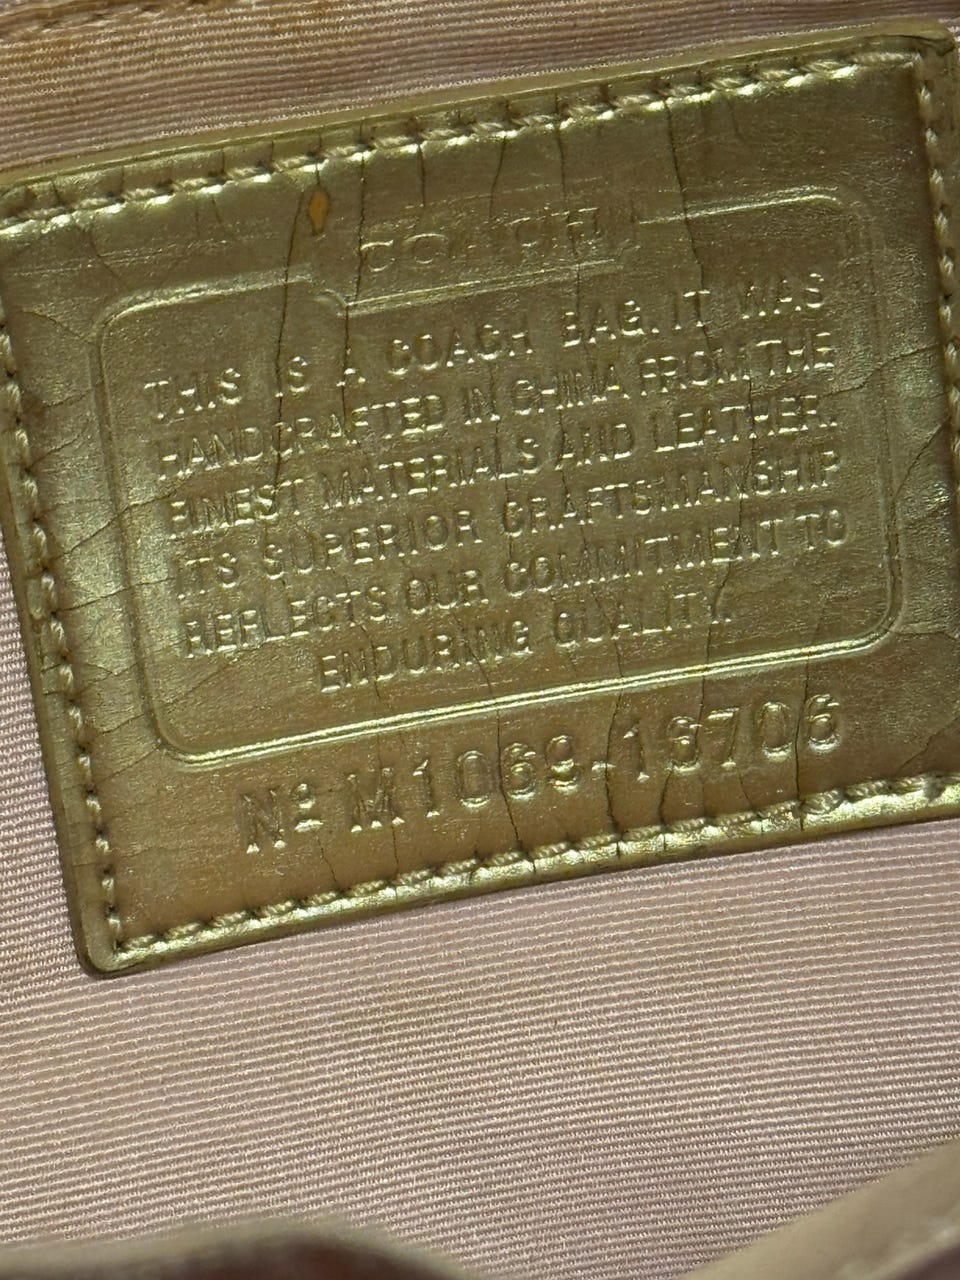 COACH
THIS IS A COACH BAG. IT WAS
HANDCRAFTED IN CHINA FROM THE
FINEST MATERIALS AND LEATHER.
ITS SUPERIOR CRAFTSMANSHIP
REFLECTS OUR COMMITMENT TO
ENDURING QUALITY.
Nº M1069-13706